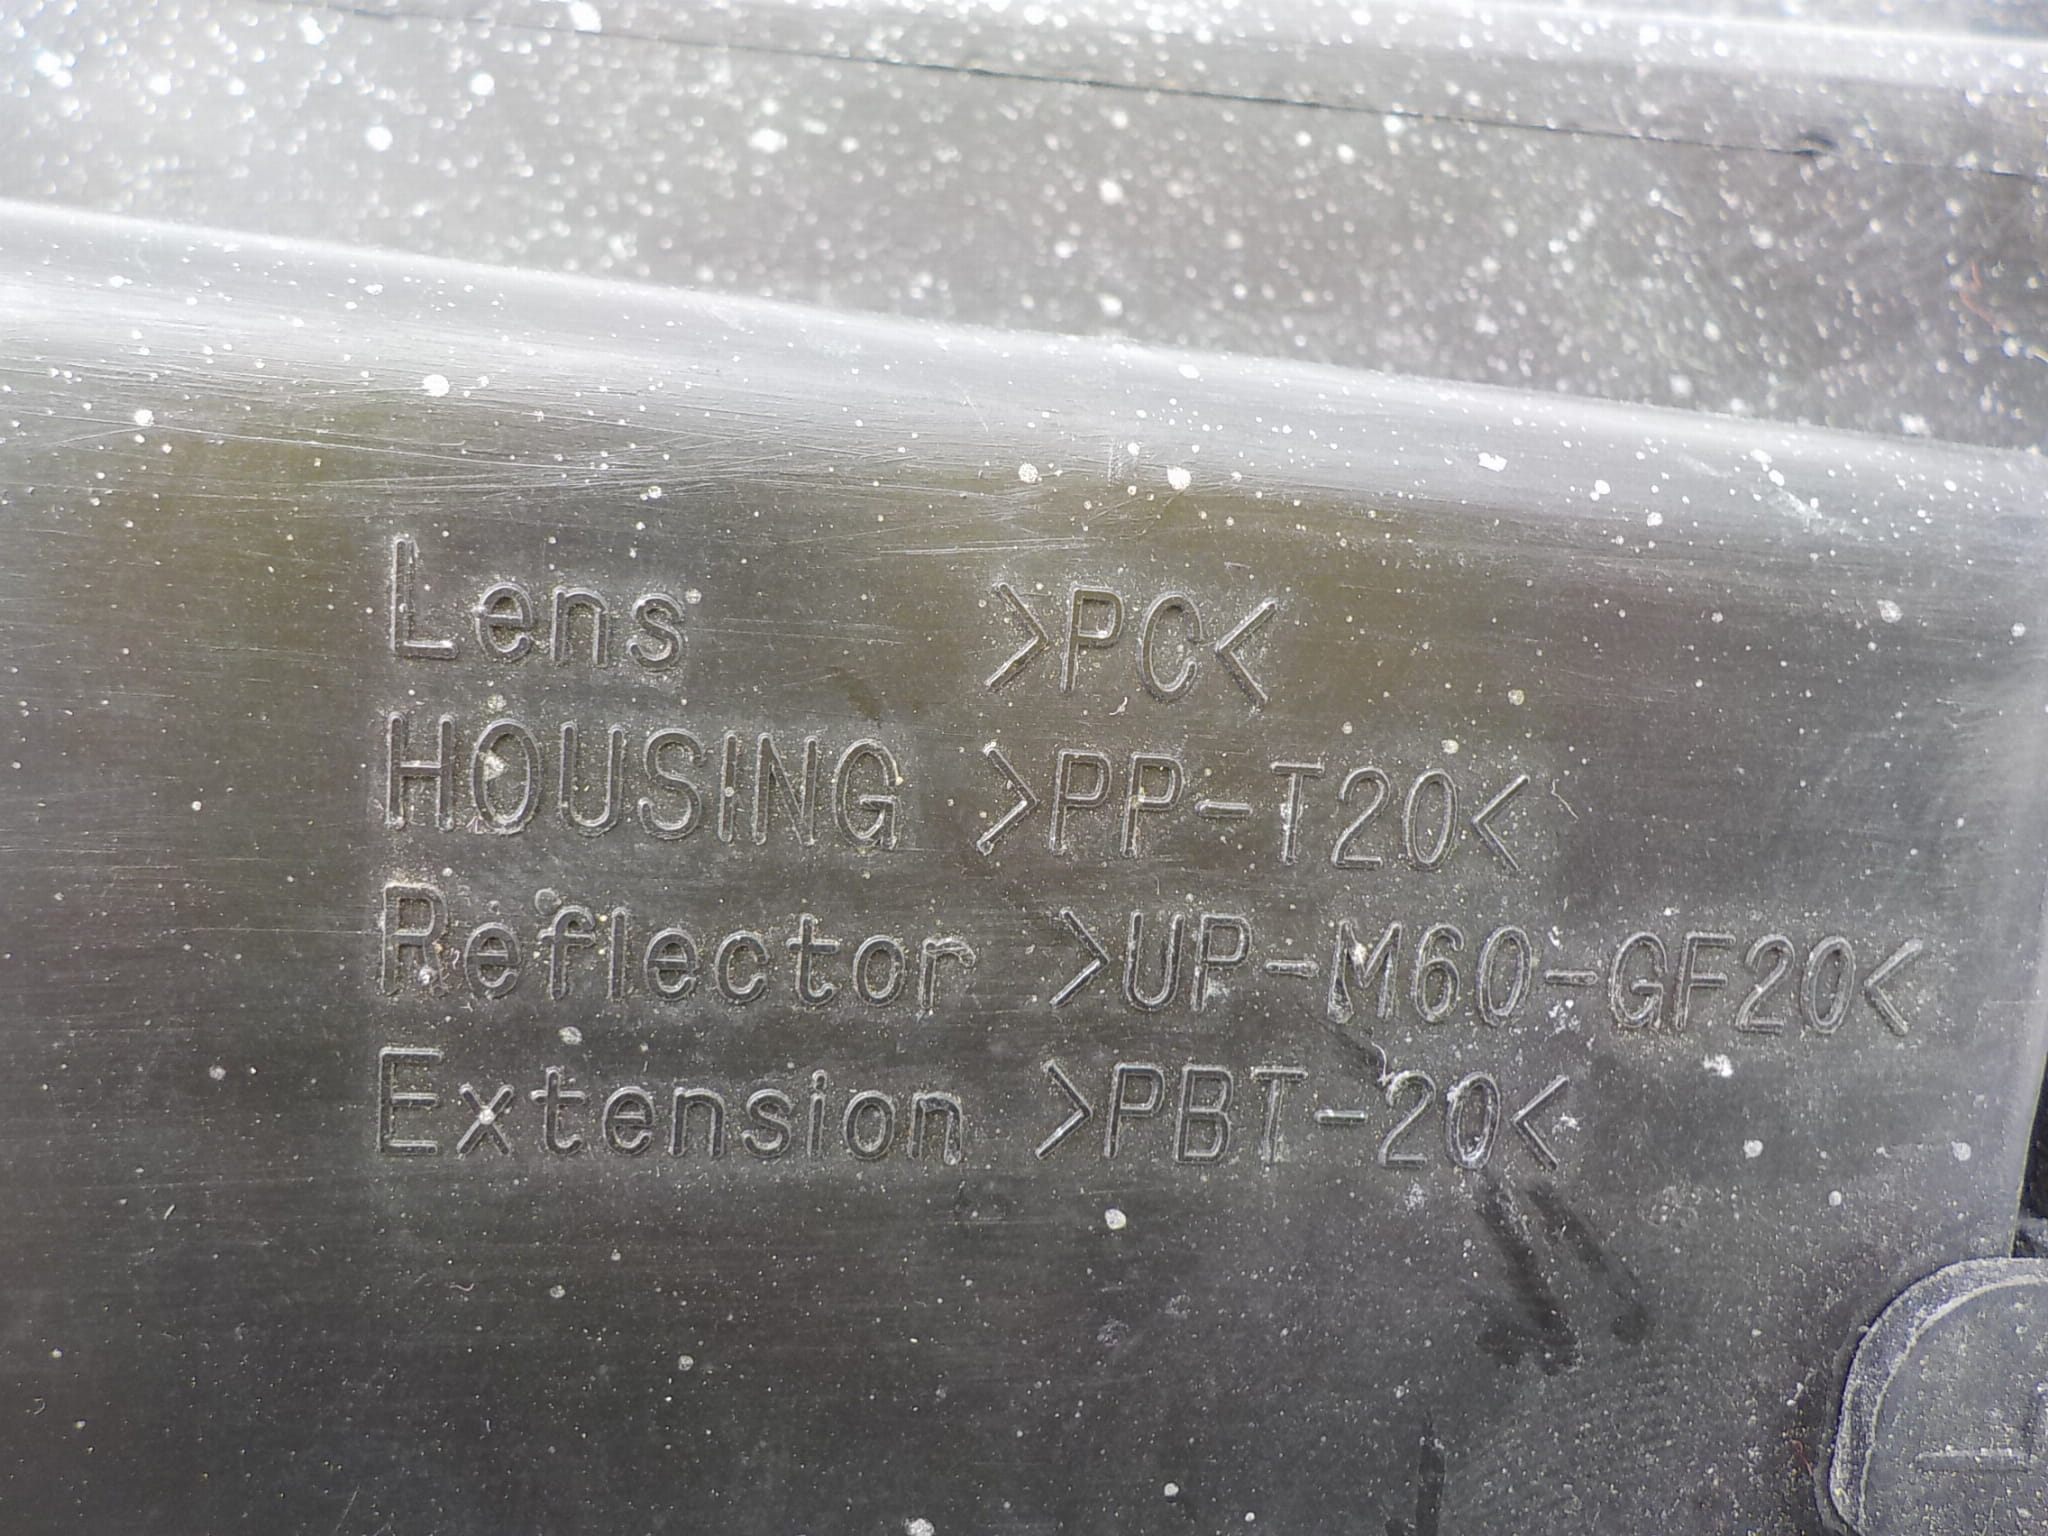 Lens >PC<
HOUSING >PP-T20<
Reflector >UP-M60-GF20<
Extension >PBT-20<